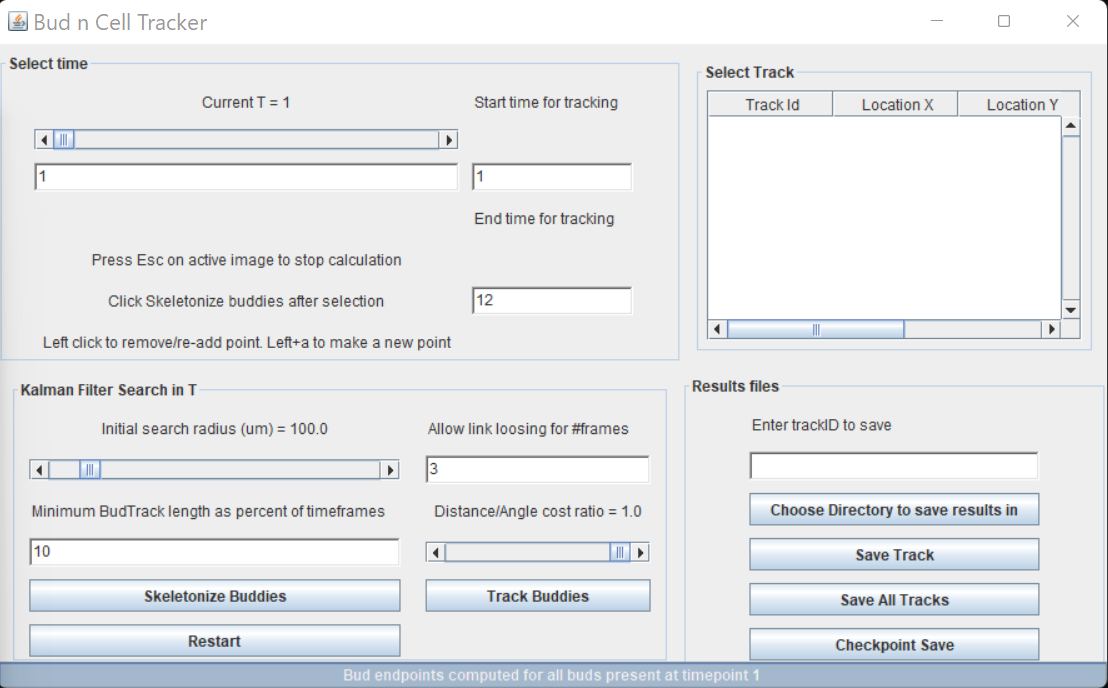 Bud n Cell Tracker
Select time
Current T = 1
Start time for tracking
1
1
End time for tracking
Press Esc on active image to stop calculation
Click Skeletonize buddies after selection
12
Left click to remove/re-add point. Left+a to make a new point
Select Track
Track Id
Location X
Location Y
Kalman Filter Search in T
Initial search radius (um) = 100.0
Allow link loosing for #frames
3
Minimum BudTrack length as percent of timeframes
Distance/Angle cost ratio = 1.0
10
Skeletonize Buddies
Track Buddies
Restart
Results files
Enter trackID to save
Choose Directory to save results in
Save Track
Save All Tracks
Checkpoint Save
Bud endpoints computed for all buds present at timepoint 1